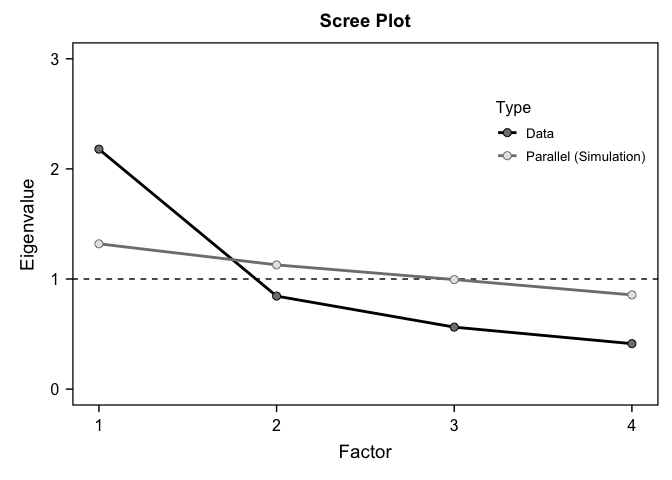 Scree Plot
3
2
1
0
Eigenvalue
Type
Data
Parallel (Simulation)
1 2 3 4
Factor